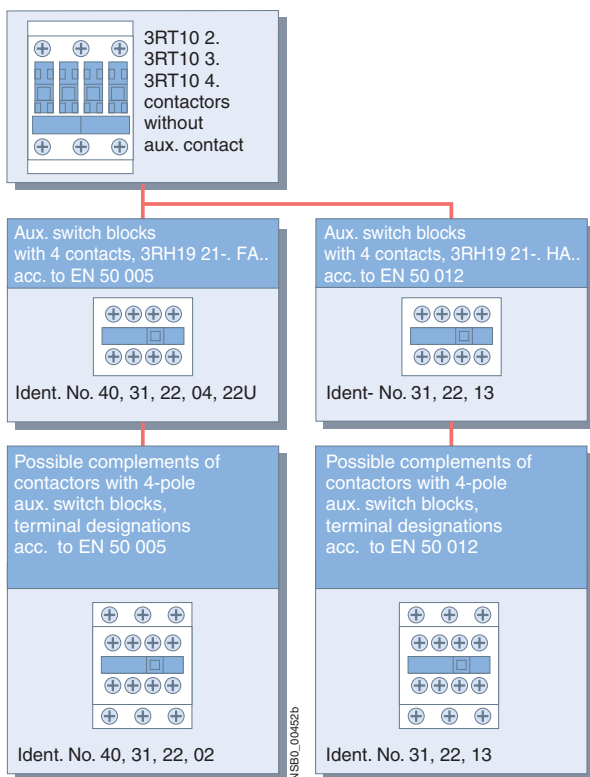 3RT10 2.
3RT10 3.
3RT10 4.
contactors
without
aux. contact
Aux. switch blocks
with 4 contacts, 3RH19 21-. FA..
acc. to EN 50 005
Ident. No. 40, 31, 22, 04, 22U
Aux. switch blocks
with 4 contacts, 3RH19 21-. HA..
acc. to EN 50 012
Ident- No. 31, 22, 13
Possible complements of
contactors with 4-pole
aux. switch blocks,
terminal designations
acc. to EN 50 005
Ident. No. 40, 31, 22, 02
Possible complements of
contactors with 4-pole
aux. switch blocks,
terminal designations
acc. to EN 50 012
Ident. No. 31, 22, 13
NSB0_00452b